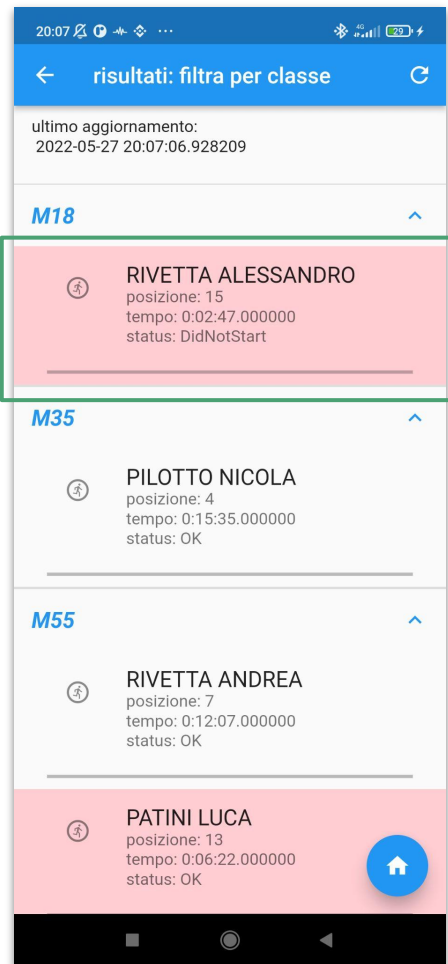 20:07
4G
29
risultati: filtra per classe
ultimo aggiornamento:
2022-05-27 20:07:06.928209
M18
RIVETTA ALESSANDRO
posizione: 15
tempo: 0:02:47.000000
status: DidNotStart
M35
PILOTTO NICOLA
posizione: 4
tempo: 0:15:35.000000
status: OK
M55
RIVETTA ANDREA
posizione: 7
tempo: 0:12:07.000000
status: OK
PATINI LUCA
posizione: 13
tempo: 0:06:22.000000
status: OK